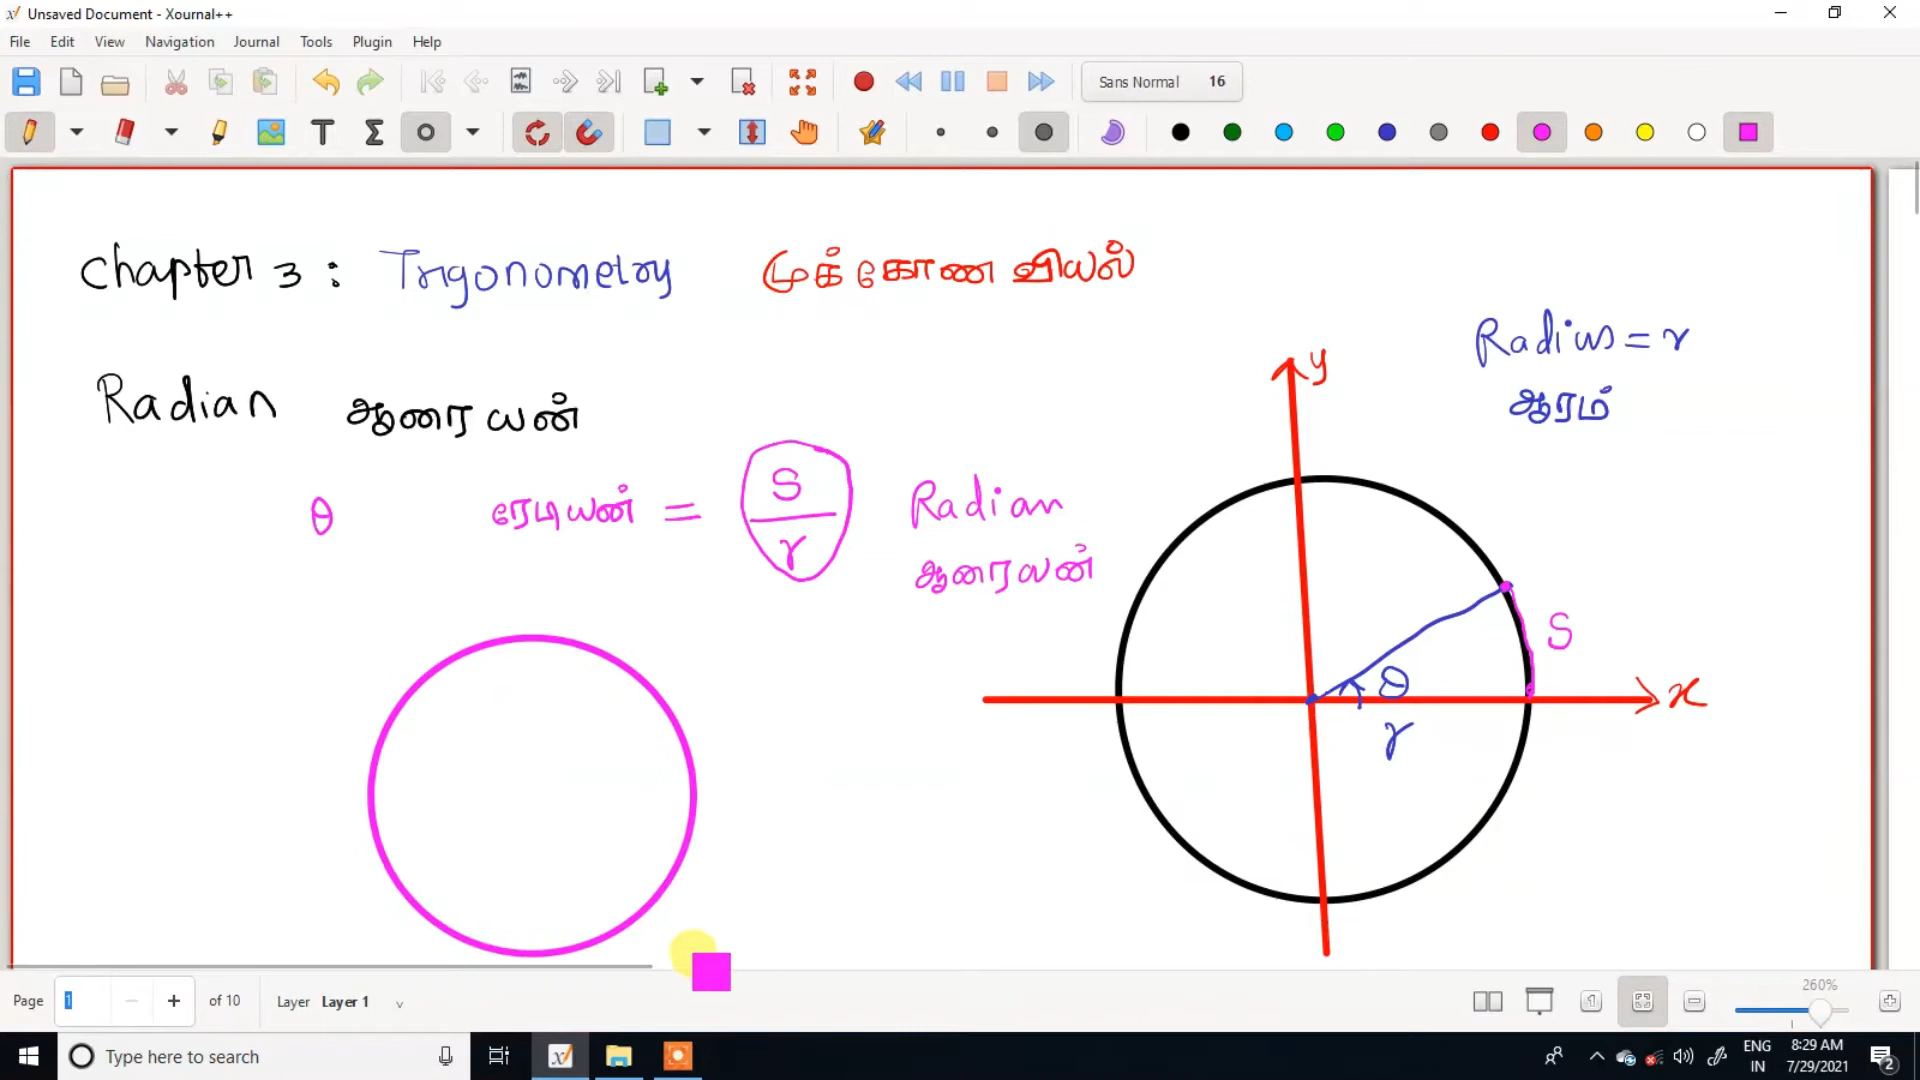 Unsaved Document - Xournal++
File Edit View Navigation Journal Tools Plugin Help
Sans Normal 16
Chapter 3 : Trigonometry முக்கோணவியல்
Radius = r
ஆரம்
y
Radian ஆரையன்
θ ரேடியன் = S/r Radian
ஆரையன்
S
θ
x
r
Page 1 of 10 Layer Layer 1
260%
Type here to search
ENG
IN
8:29 AM
7/29/2021
2